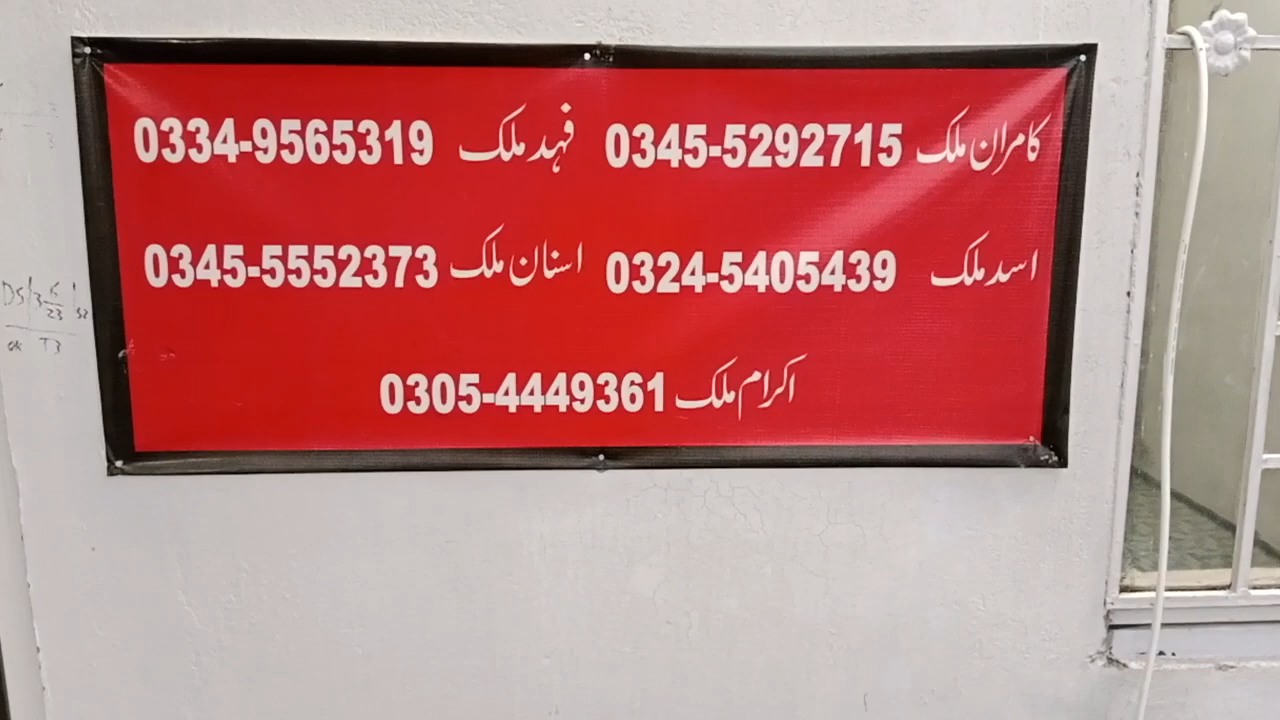 کامران ملک 0345-5292715 فہد ملک 0334-9565319
اسد ملک 0324-5405439 اسنان ملک 0345-5552373
اکرام ملک 0305-4449361